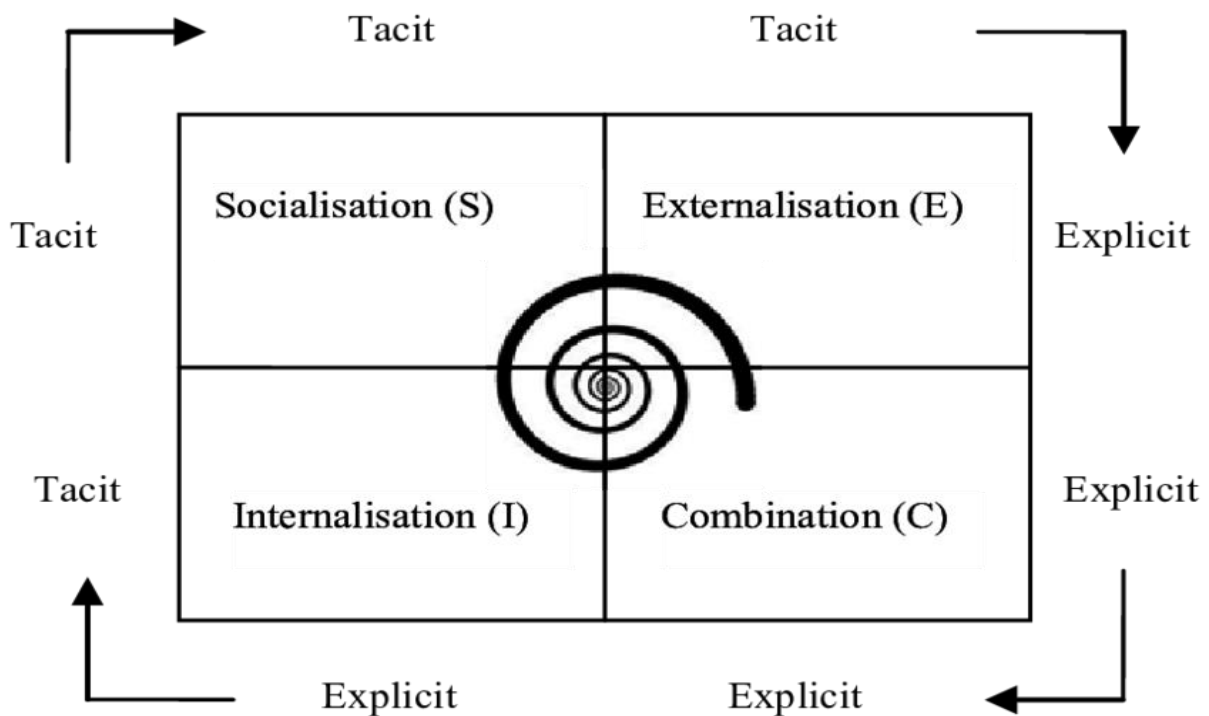 Tacit Tacit
Socialisation (S) Externalisation (E)
Tacit Explicit
Tacit Explicit
Internalisation (I) Combination (C)
Explicit Explicit